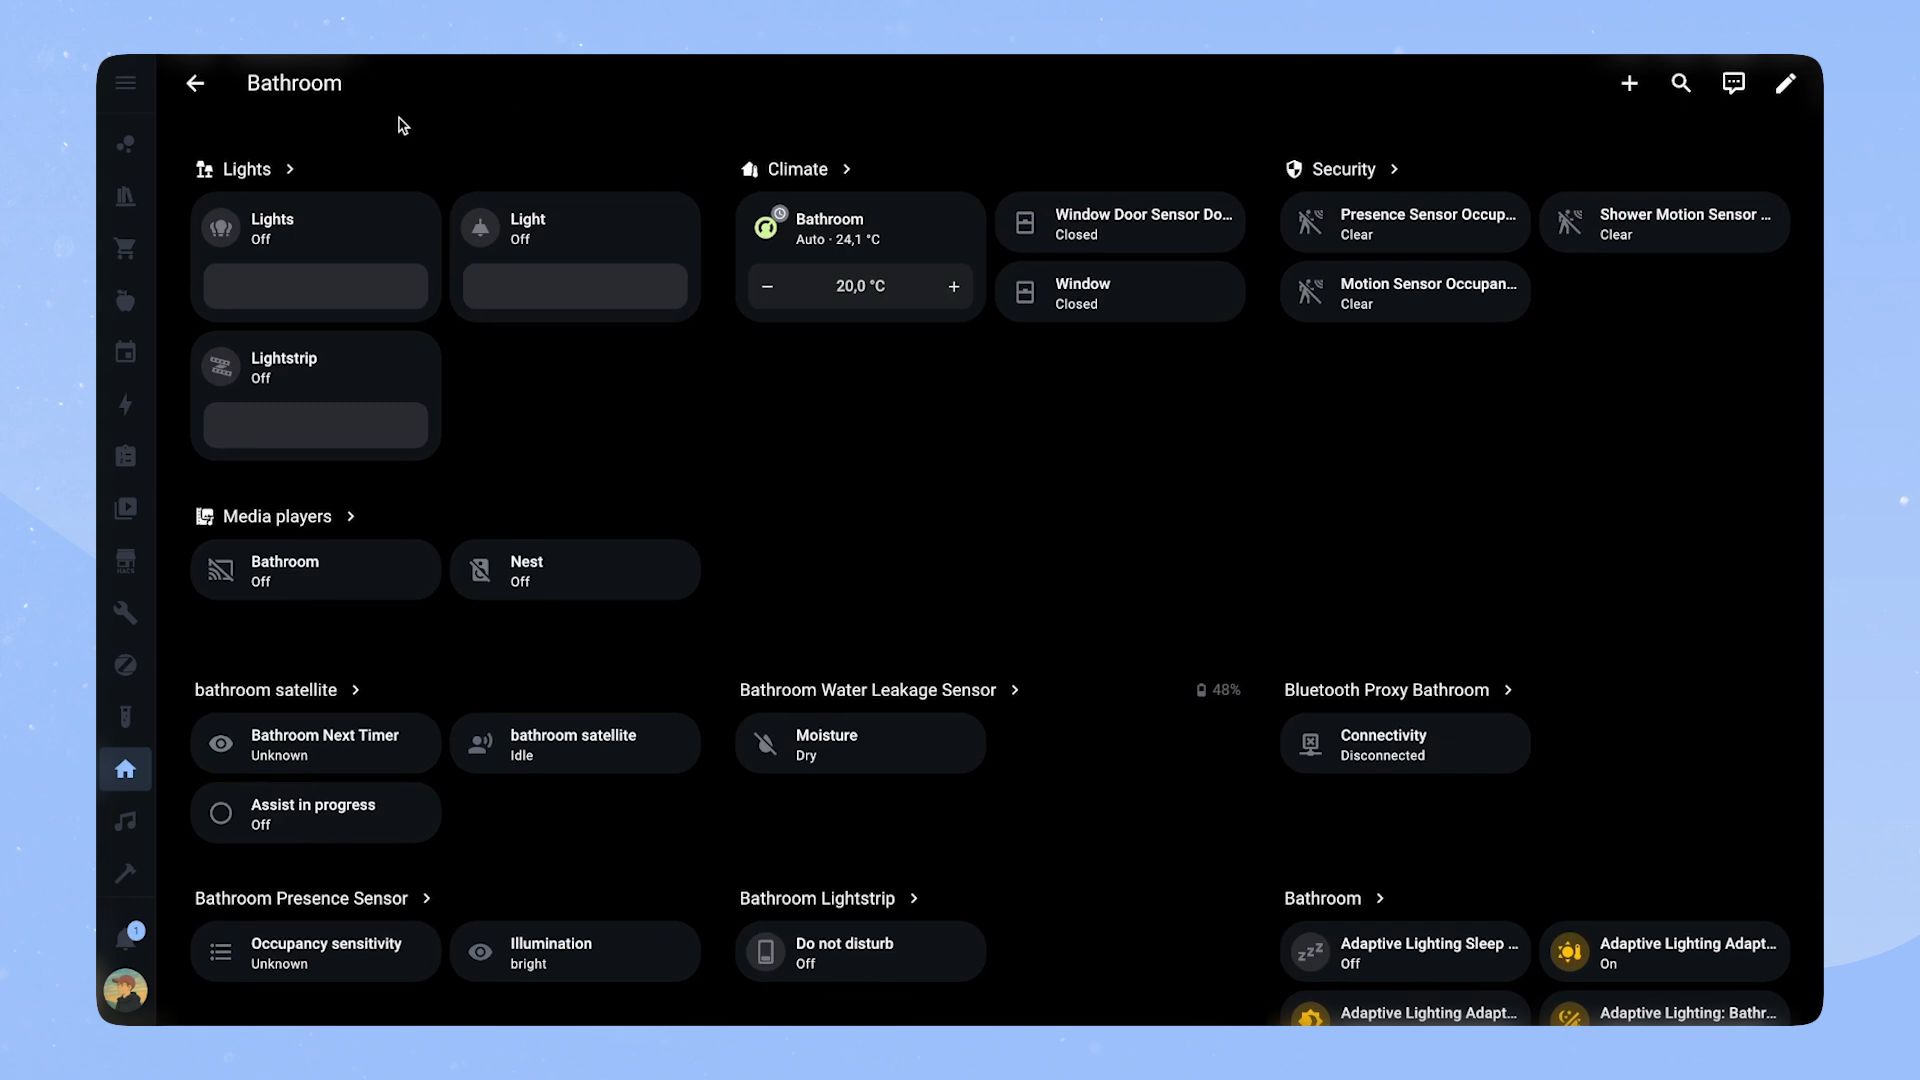 Bathroom
Lights
Lights
Off
Light
Off
Lightstrip
Off
Climate
Bathroom
Auto · 24,1 °C
20,0 °C
Window Door Sensor Do...
Closed
Window
Closed
Security
Presence Sensor Occup...
Clear
Shower Motion Sensor ...
Clear
Motion Sensor Occupan...
Clear
Media players
Bathroom
Off
Nest
Off
HACS
bathroom satellite
Bathroom Next Timer
Unknown
bathroom satellite
Idle
Assist in progress
Off
Bathroom Water Leakage Sensor
48%
Moisture
Dry
Bluetooth Proxy Bathroom
Connectivity
Disconnected
Bathroom Presence Sensor
Occupancy sensitivity
Unknown
Illumination
bright
Bathroom Lightstrip
Do not disturb
Off
Bathroom
Adaptive Lighting Sleep ...
Off
Adaptive Lighting Adapt...
On
Adaptive Lighting Adapt...
Adaptive Lighting: Bathr...
1